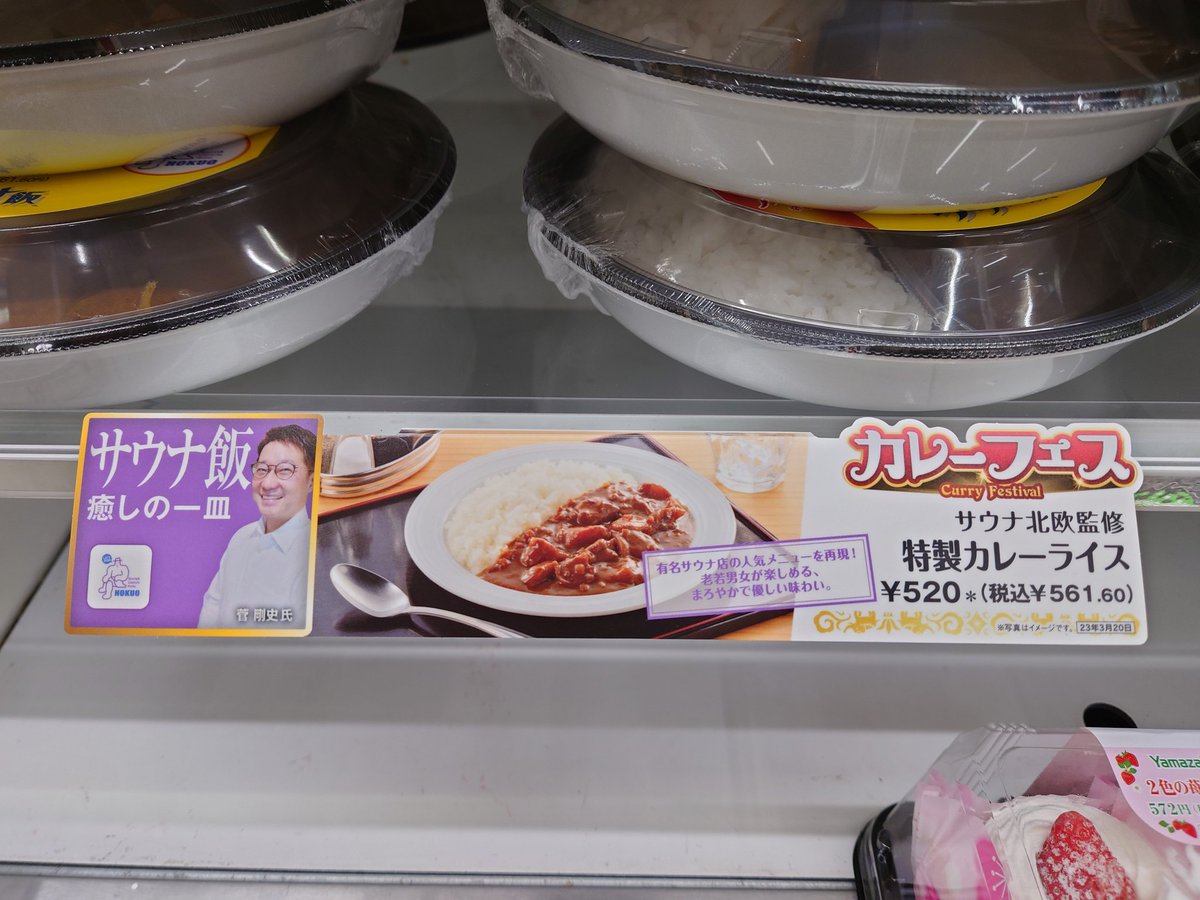 HOKUO
飯
サウナ飯
癒しの一皿
HOKUO
菅 剛史氏
有名サウナ店の人気メニューを再現!
老若男女が楽しめる、
まろやかで優しい味わい。
カレーフェス
Curry Festival
サウナ北欧監修
特製カレーライス
¥520*(税込¥561.60)
※写真はイメージです。 23年3月20日
Yamaza
2色の苺
572円